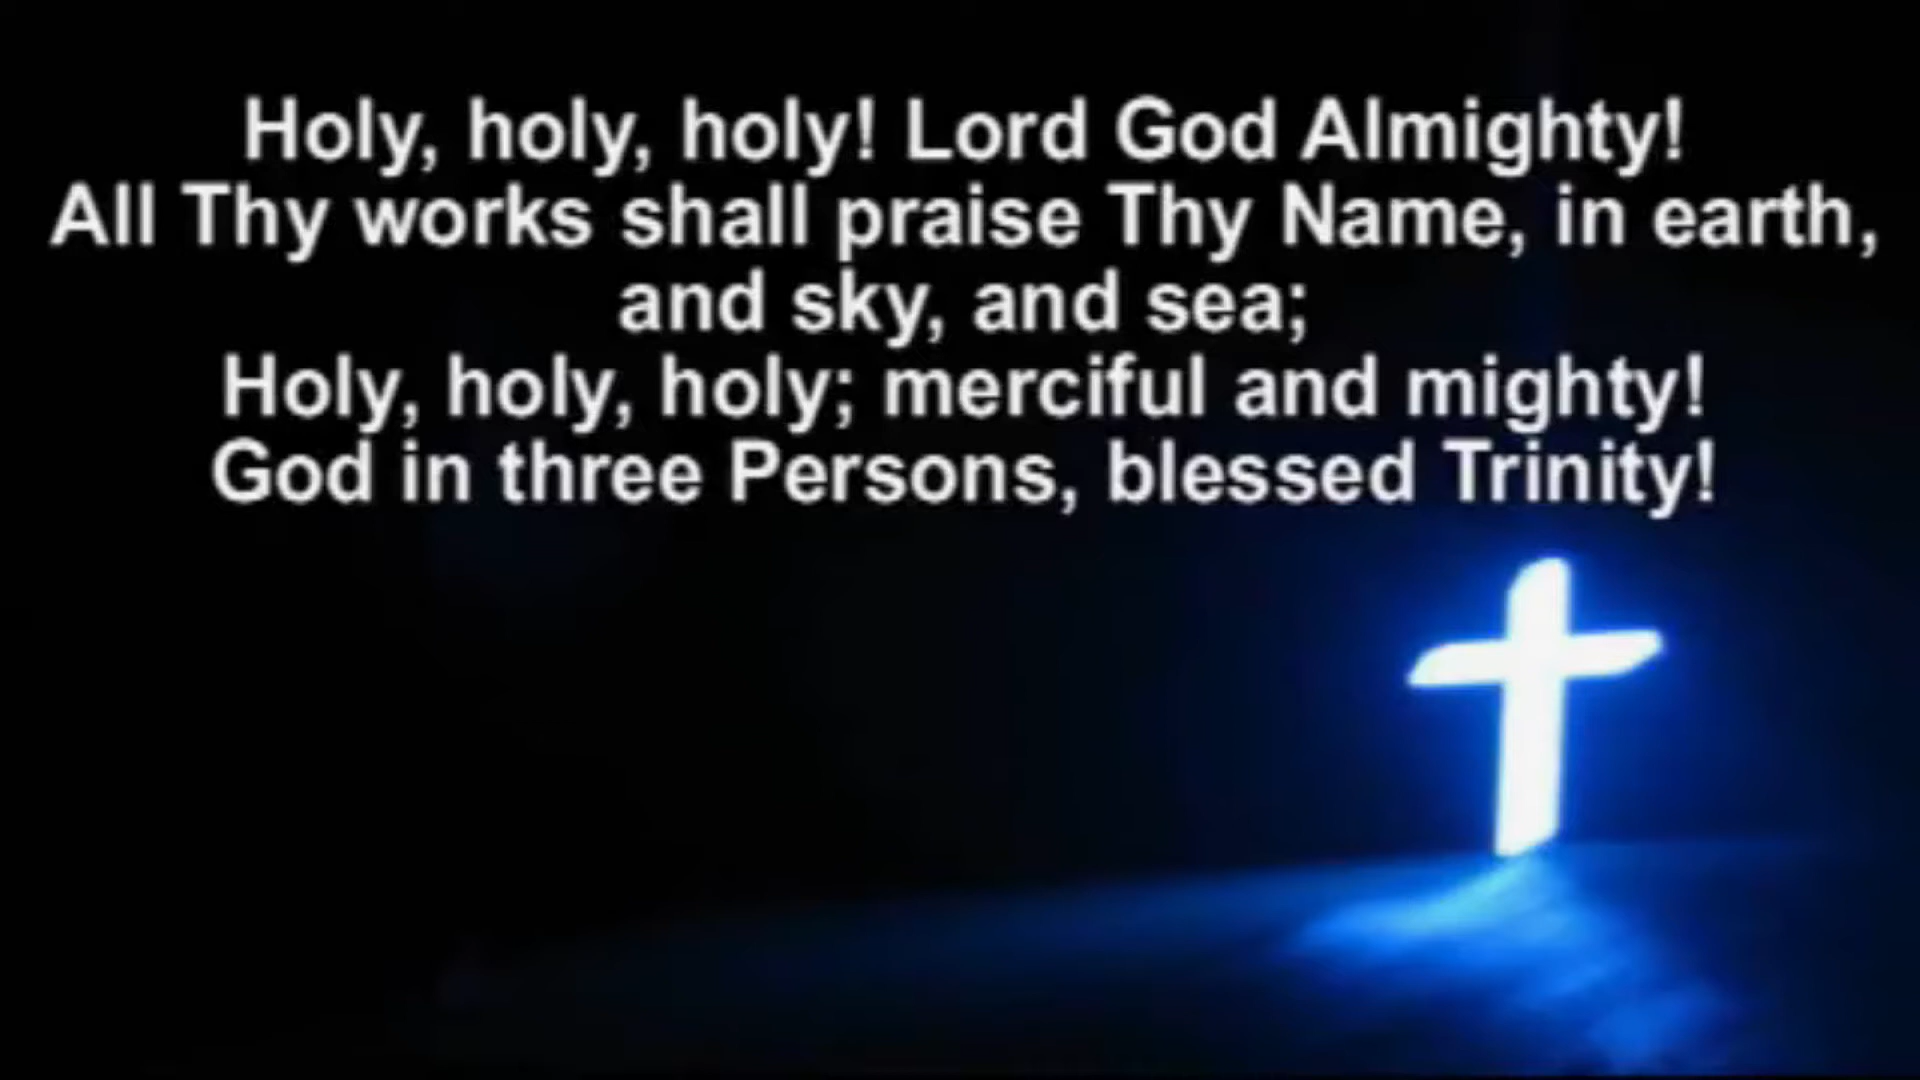 Holy, holy, holy! Lord God Almighty!
All Thy works shall praise Thy Name, in earth,
and sky, and sea;
Holy, holy, holy; merciful and mighty!
God in three Persons, blessed Trinity!